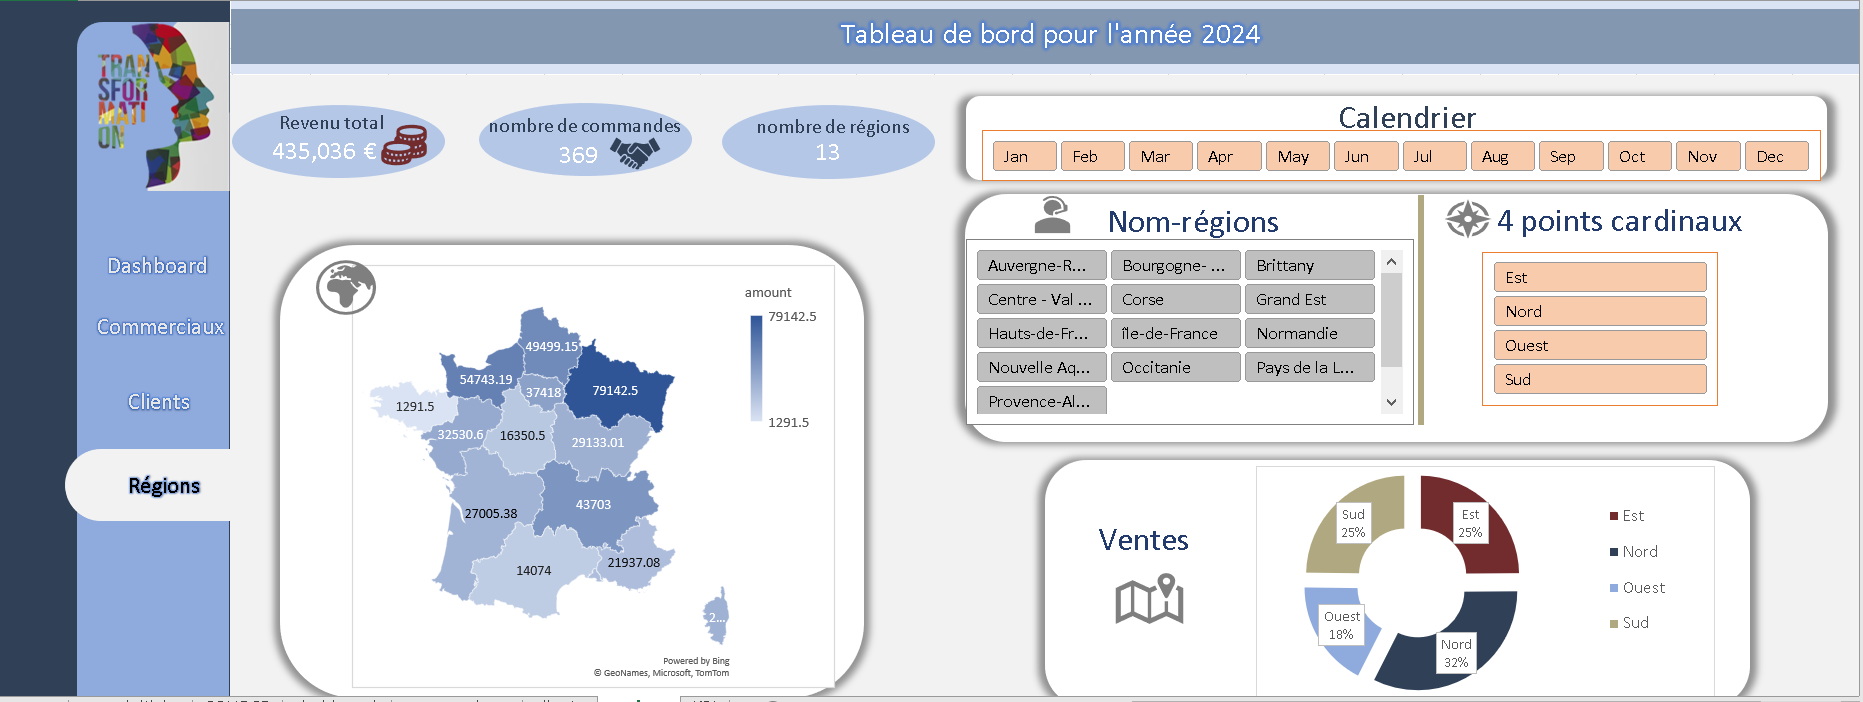 Tableau de bord pour l'année 2024
TRAN
SFOR
MATI
ON
Dashboard
Commerciaux
Clients
Régions
Revenu total
435,036 €
nombre de commandes
369
nombre de régions
13
Calendrier
Jan Feb Mar Apr May Jun Jul Aug Sep Oct Nov Dec
Nom-régions
Auvergne-R... Bourgogne- ... Brittany
Centre - Val ... Corse Grand Est
Hauts-de-Fr... île-de-France Normandie
Nouvelle Aq... Occitanie Pays de la L...
Provence-Al...
4 points cardinaux
Est
Nord
Ouest
Sud
amount
79142.5
1291.5
49499.15
54743.19
37418
79142.5
1291.5
32530.6
16350.5
29133.01
27005.38
43703
14074
21937.08
2...
Powered by Bing
© GeoNames, Microsoft, TomTom
Ventes
Sud
25%
Est
25%
Ouest
18%
Nord
32%
Est
Nord
Ouest
Sud